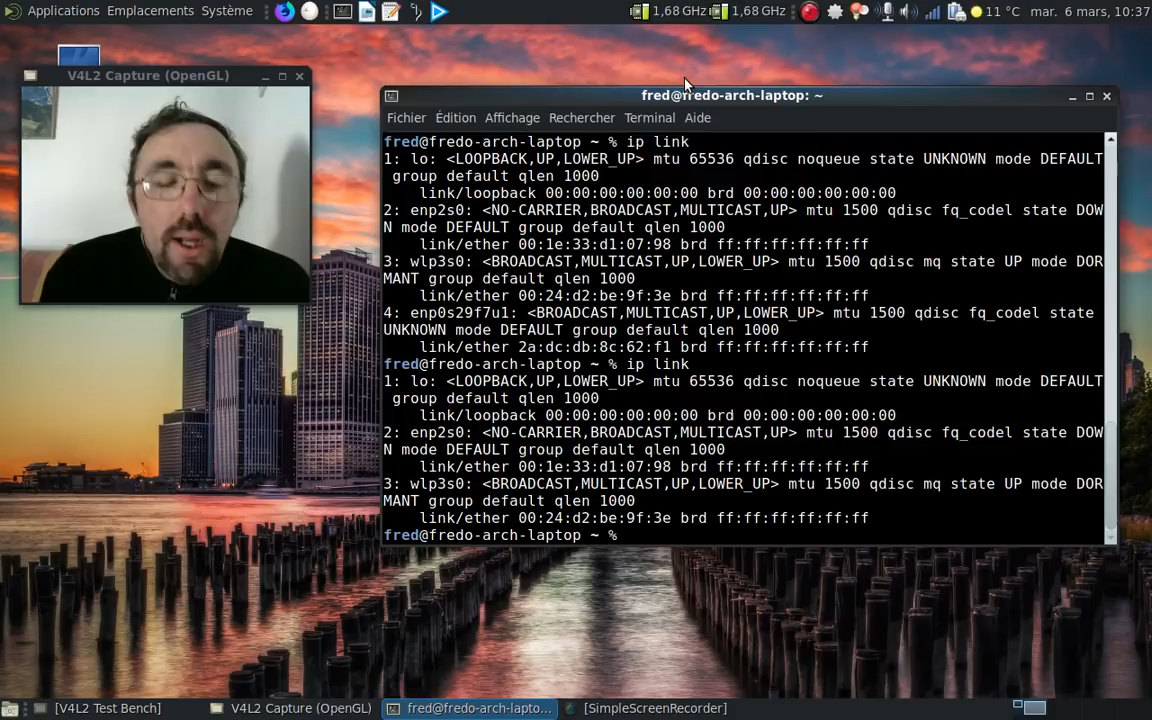 Applications Emplacements Système
1,68 GHz 1,68 GHz 11 °C mar. 6 mars, 10:37
V4L2 Capture (OpenGL)
fred@fredo-arch-laptop: ~
Fichier Édition Affichage Rechercher Terminal Aide
fred@fredo-arch-laptop ~ % ip link
1: lo: <LOOPBACK,UP,LOWER_UP> mtu 65536 qdisc noqueue state UNKNOWN mode DEFAULT
group default qlen 1000
link/loopback 00:00:00:00:00:00 brd 00:00:00:00:00:00
2: enp2s0: <NO-CARRIER,BROADCAST,MULTICAST,UP> mtu 1500 qdisc fq_codel state DOW
N mode DEFAULT group default qlen 1000
link/ether 00:1e:33:d1:07:98 brd ff:ff:ff:ff:ff:ff
3: wlp3s0: <BROADCAST,MULTICAST,UP,LOWER_UP> mtu 1500 qdisc mq state UP mode DOR
MANT group default qlen 1000
link/ether 00:24:d2:be:9f:3e brd ff:ff:ff:ff:ff:ff
4: enp0s29f7u1: <BROADCAST,MULTICAST,UP,LOWER_UP> mtu 1500 qdisc fq_codel state
UNKNOWN mode DEFAULT group default qlen 1000
link/ether 2a:dc:db:8c:62:f1 brd ff:ff:ff:ff:ff:ff
fred@fredo-arch-laptop ~ % ip link
1: lo: <LOOPBACK,UP,LOWER_UP> mtu 65536 qdisc noqueue state UNKNOWN mode DEFAULT
group default qlen 1000
link/loopback 00:00:00:00:00:00 brd 00:00:00:00:00:00
2: enp2s0: <NO-CARRIER,BROADCAST,MULTICAST,UP> mtu 1500 qdisc fq_codel state DOW
N mode DEFAULT group default qlen 1000
link/ether 00:1e:33:d1:07:98 brd ff:ff:ff:ff:ff:ff
3: wlp3s0: <BROADCAST,MULTICAST,UP,LOWER_UP> mtu 1500 qdisc mq state UP mode DOR
MANT group default qlen 1000
link/ether 00:24:d2:be:9f:3e brd ff:ff:ff:ff:ff:ff
fred@fredo-arch-laptop ~ %
[V4L2 Test Bench] V4L2 Capture (OpenGL) fred@fredo-arch-lapto... [SimpleScreenRecorder]